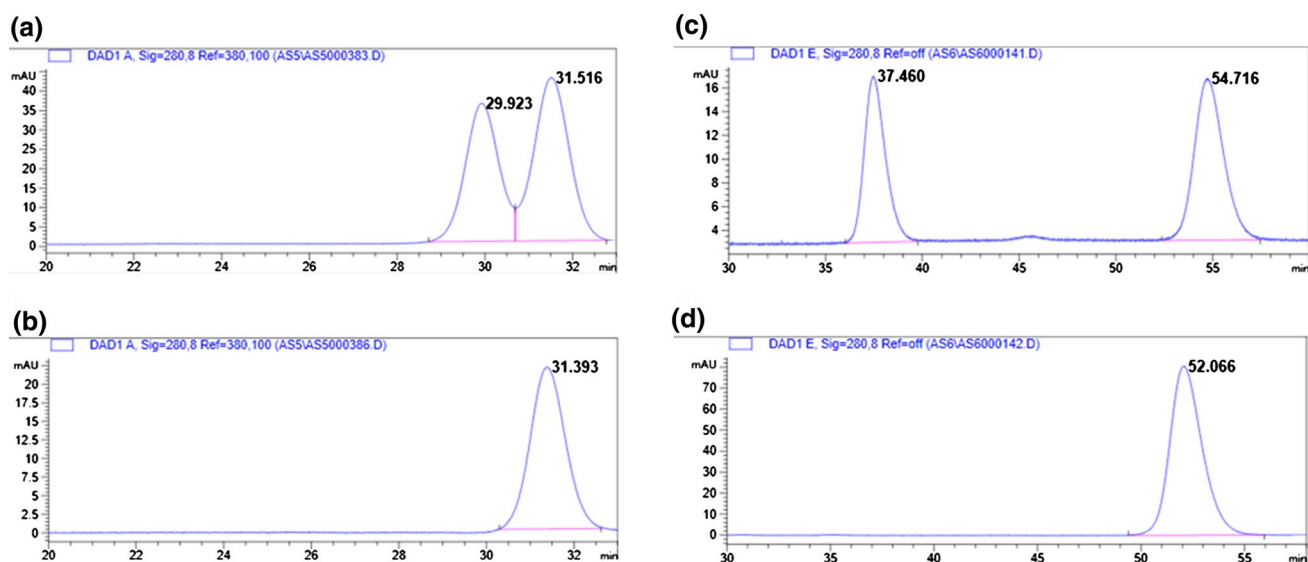 (a)
DAD1 A, Sig=280,8 Ref=380,100 (AS5\AS5000383.D)
mAU
40
35
30
25
20
15
10
5
0
29.923
31.516
20 22 24 26 28 30 32 min
(b)
DAD1 A, Sig=280,8 Ref=380,100 (AS5\AS5000386.D)
mAU
20
17.5
15
12.5
10
7.5
5
2.5
0
31.393
20 22 24 26 28 30 32 min
(c)
DAD1 E, Sig=280,8 Ref=off (AS6\AS6000141.D)
mAU
16
14
12
10
8
6
4
37.460
54.716
30 35 40 45 50 55 min
(d)
DAD1 E, Sig=280,8 Ref=off (AS6\AS6000142.D)
mAU
70
60
50
40
30
20
10
0
52.066
30 35 40 45 50 55 min